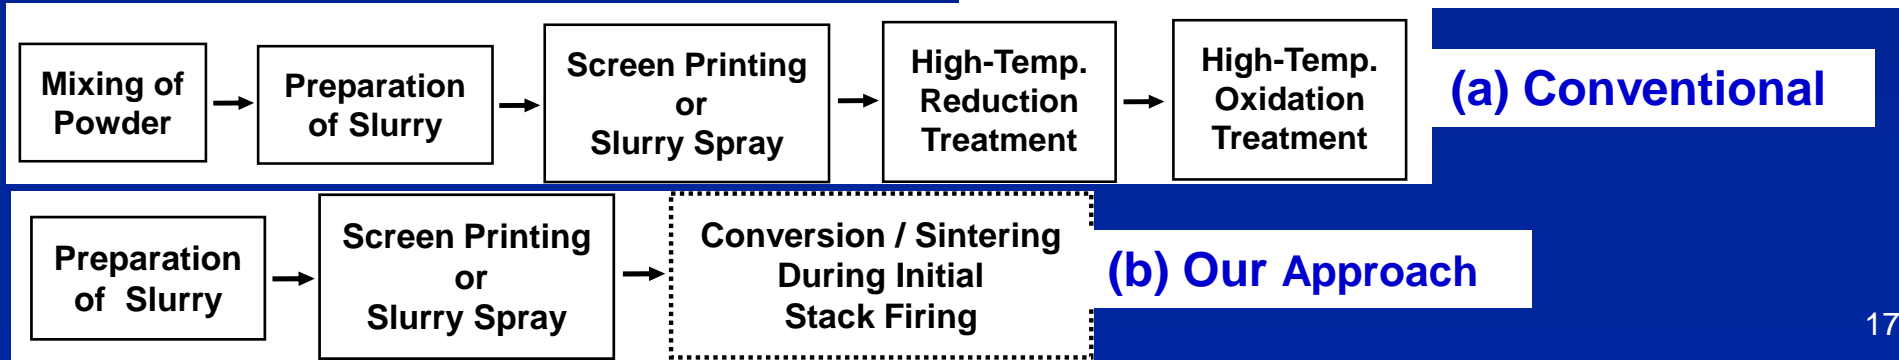 Mixing of
Powder
Preparation
of Slurry
Screen Printing
or
Slurry Spray
High-Temp.
Reduction
Treatment
High-Temp.
Oxidation
Treatment
(a) Conventional
Preparation
of Slurry
Screen Printing
or
Slurry Spray
Conversion / Sintering
During Initial
Stack Firing
(b) Our Approach
17